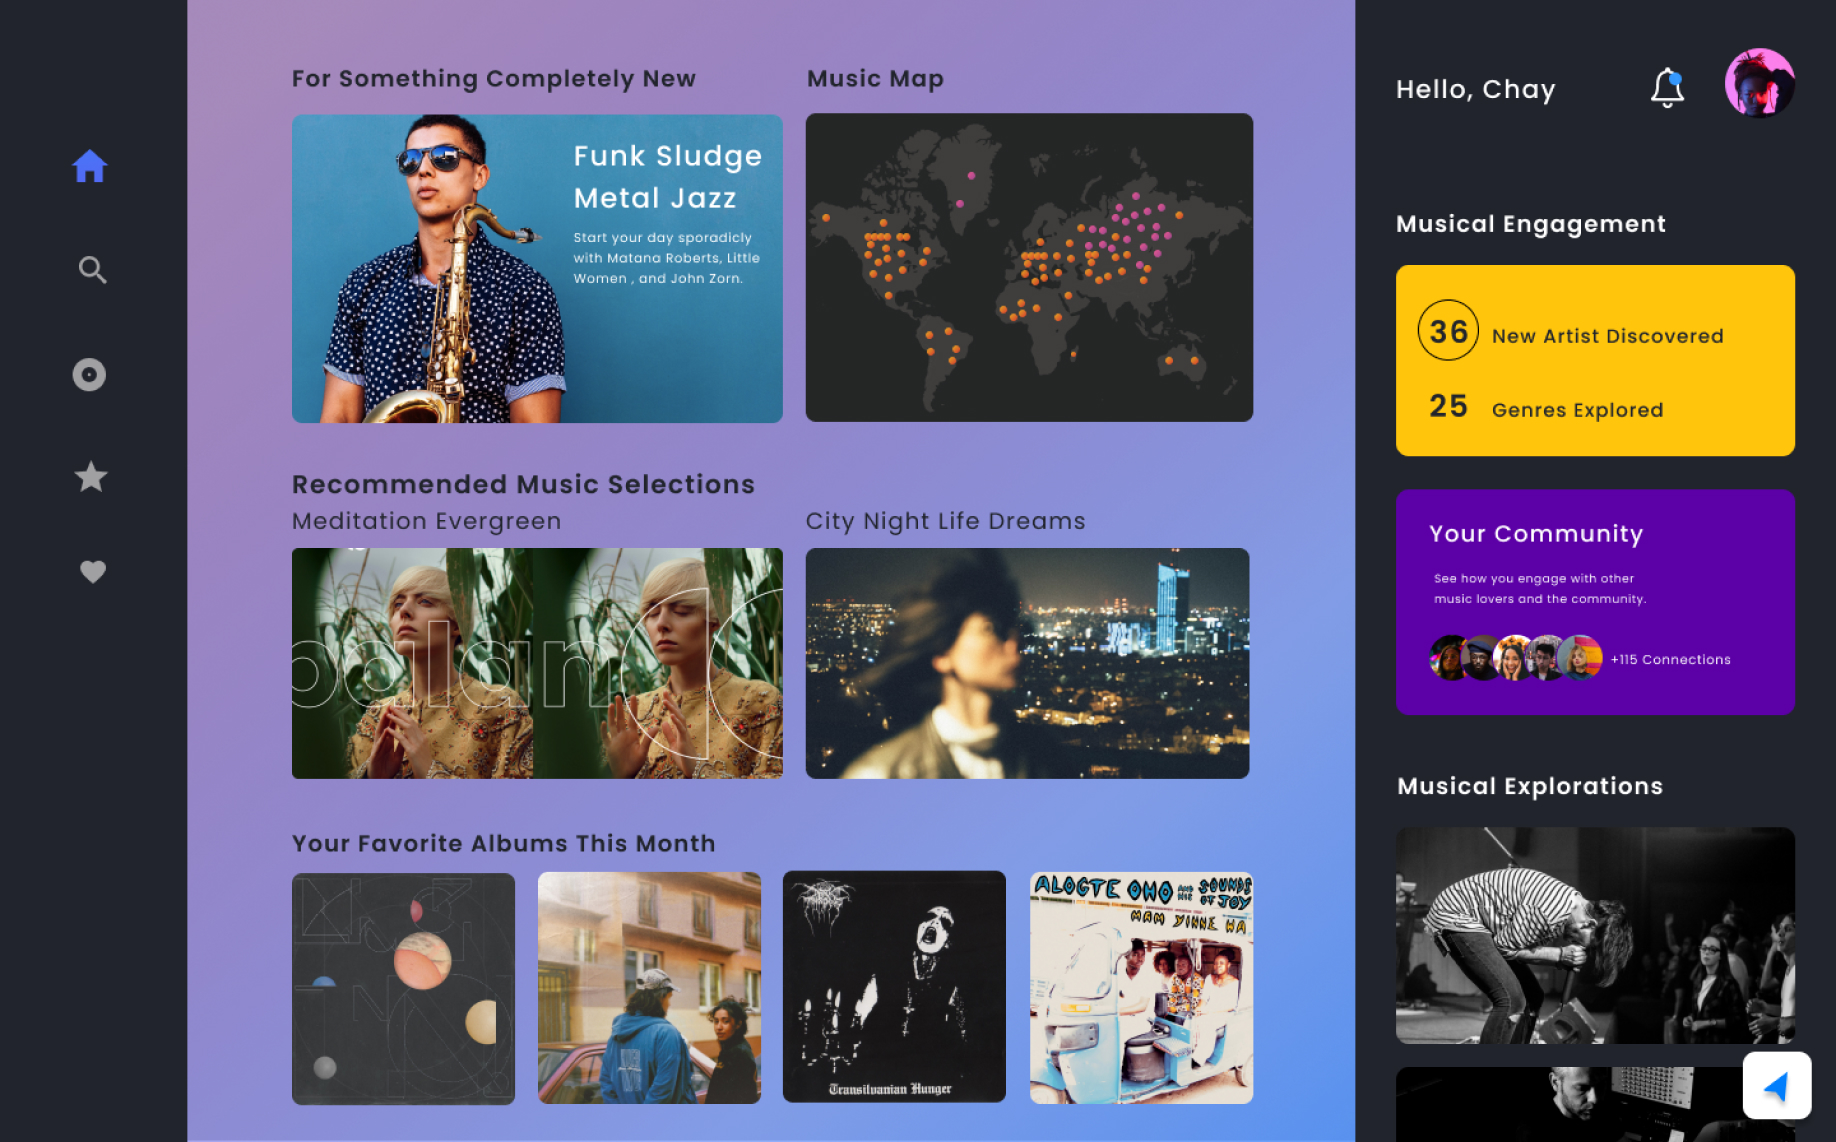 For Something Completely New
Music Map
Hello, Chay
Funk Sludge
Metal Jazz
Start your day sporadicly
with Matana Roberts, Little
Women , and John Zorn.
Musical Engagement
36 New Artist Discovered
25 Genres Explored
Recommended Music Selections
Meditation Evergreen
City Night Life Dreams
balan
Your Community
See how you engage with other
music lovers and the community.
+115 Connections
Musical Explorations
Your Favorite Albums This Month
ALOGTE OHO AND HIS SOUNDS OF JOY
MAM YINNE WA
Transilvanian Hunger